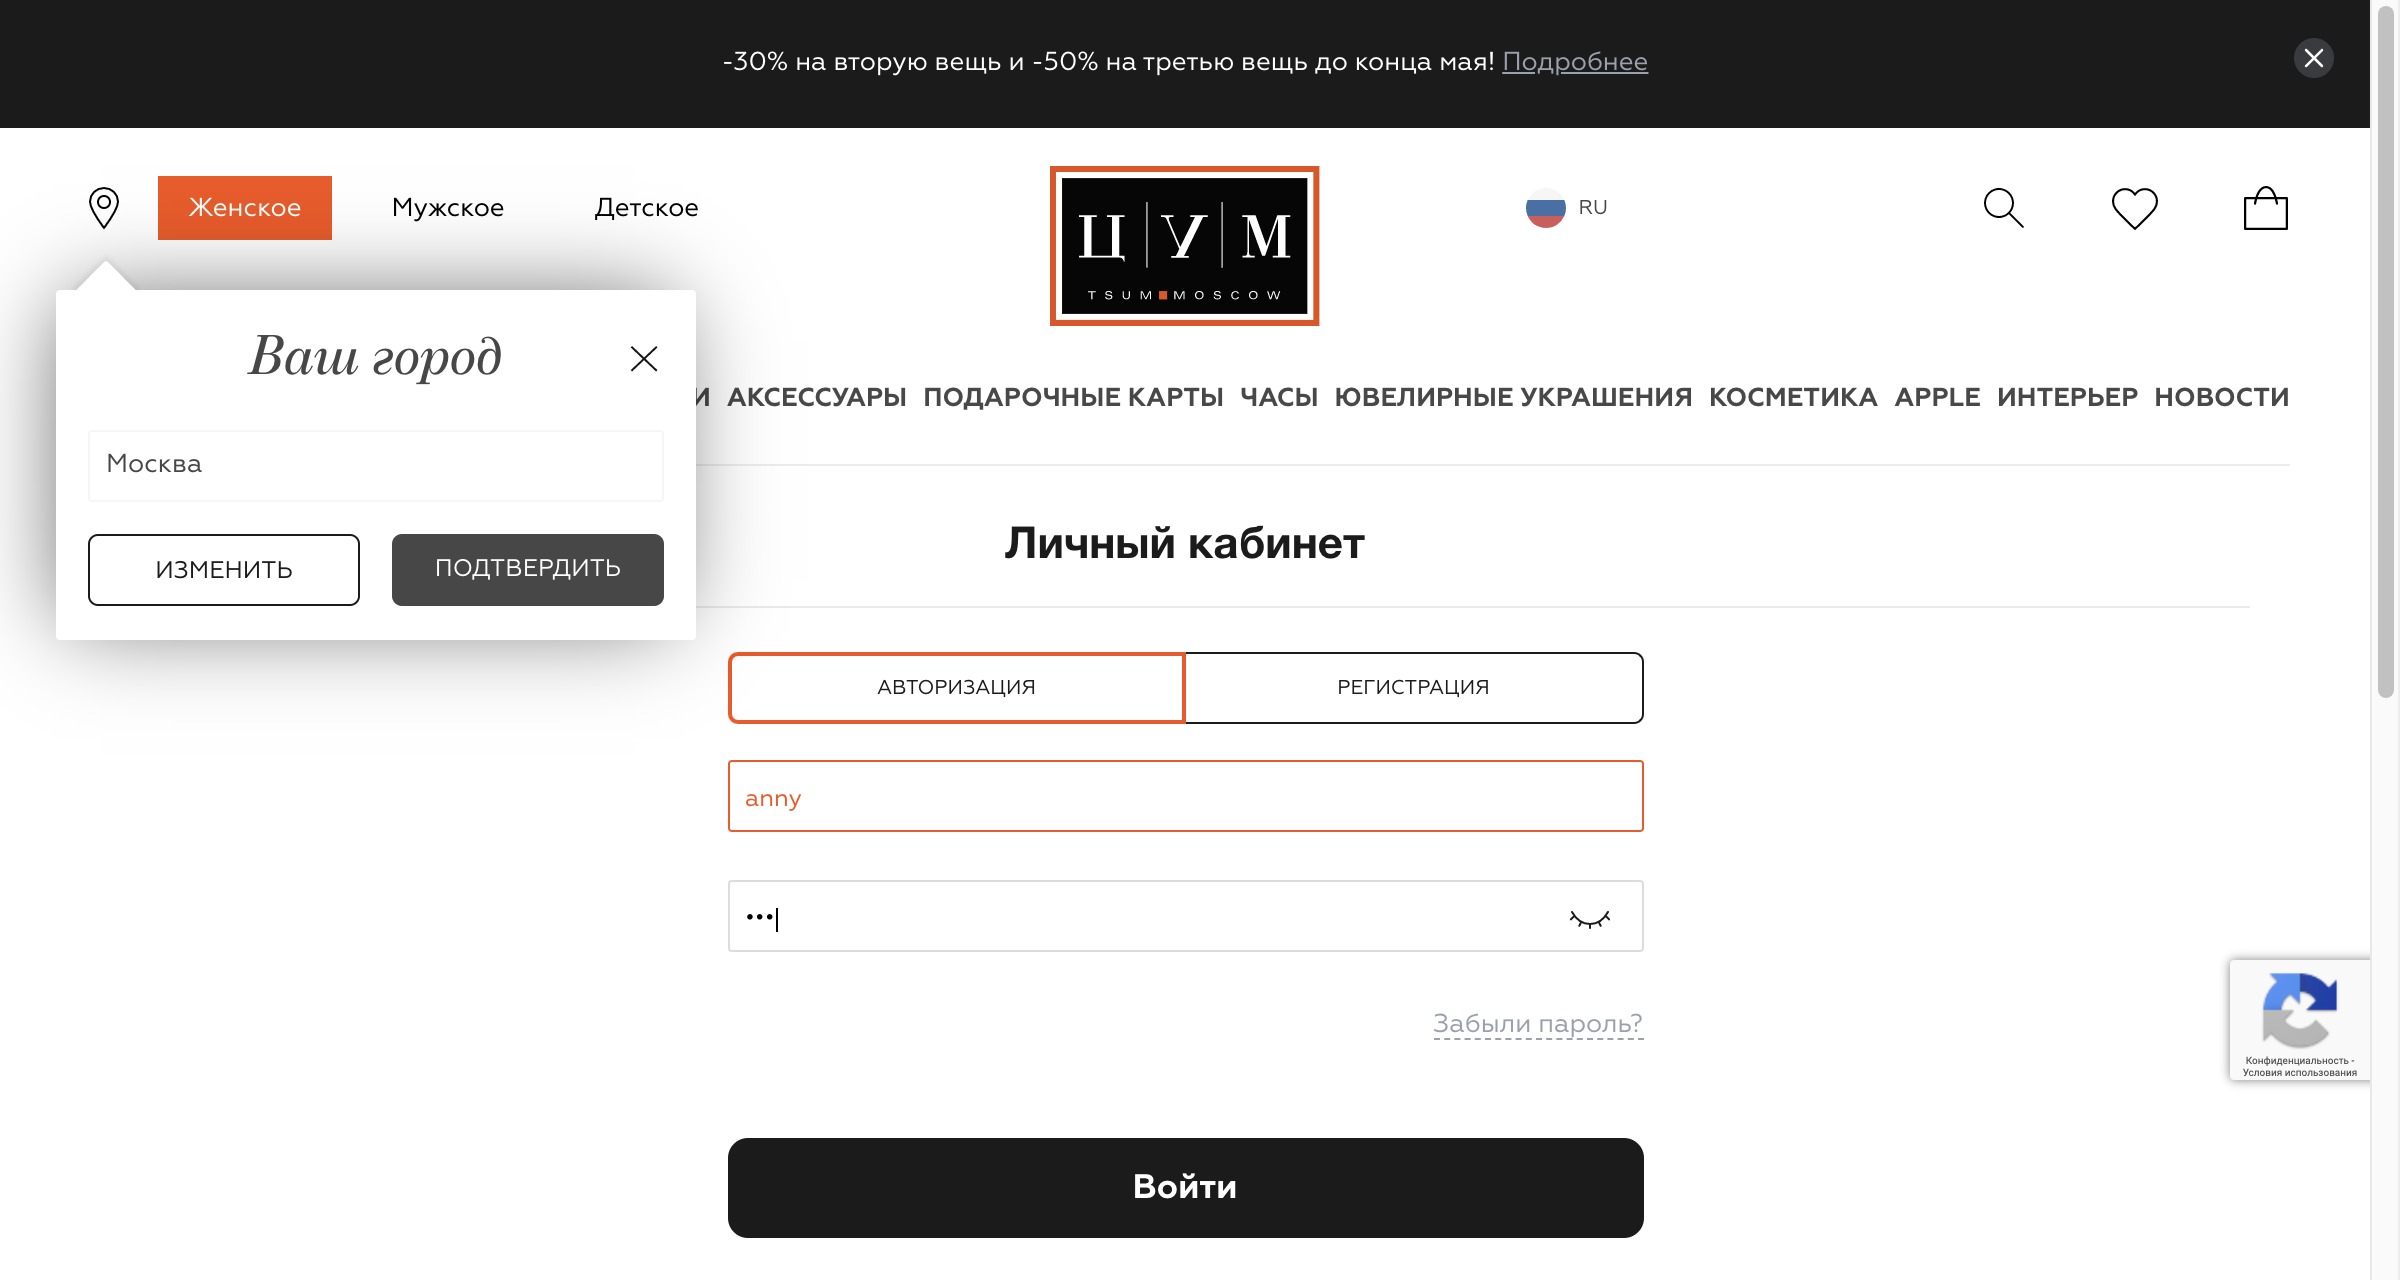 -30% на вторую вещь и -50% на третью вещь до конца мая! Подробнее
Женское
Мужское
Детское
Ц У М
TSUM MOSCOW
RU
Ваш город
Москва
ИЗМЕНИТЬ
ПОДТВЕРДИТЬ
И АКСЕССУАРЫ ПОДАРОЧНЫЕ КАРТЫ ЧАСЫ ЮВЕЛИРНЫЕ УКРАШЕНИЯ КОСМЕТИКА APPLE ИНТЕРЬЕР НОВОСТИ
Личный кабинет
АВТОРИЗАЦИЯ
РЕГИСТРАЦИЯ
anny
•••
Забыли пароль?
Конфиденциальность -
Условия использования
Войти